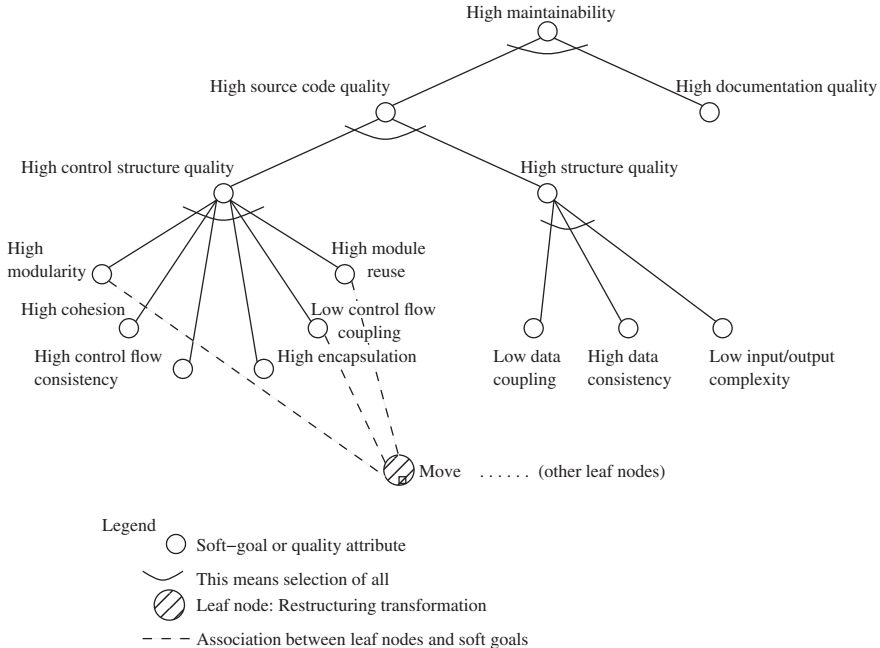 High maintainability
High source code quality
High documentation quality
High control structure quality
High structure quality
High
modularity
High module
reuse
High cohesion
Low control flow
coupling
High control flow
consistency
High encapsulation
Low data
coupling
High data
consistency
Low input/output
complexity
Move ...... (other leaf nodes)
Legend
Soft-goal or quality attribute
This means selection of all
Leaf node: Restructuring transformation
Association between leaf nodes and soft goals